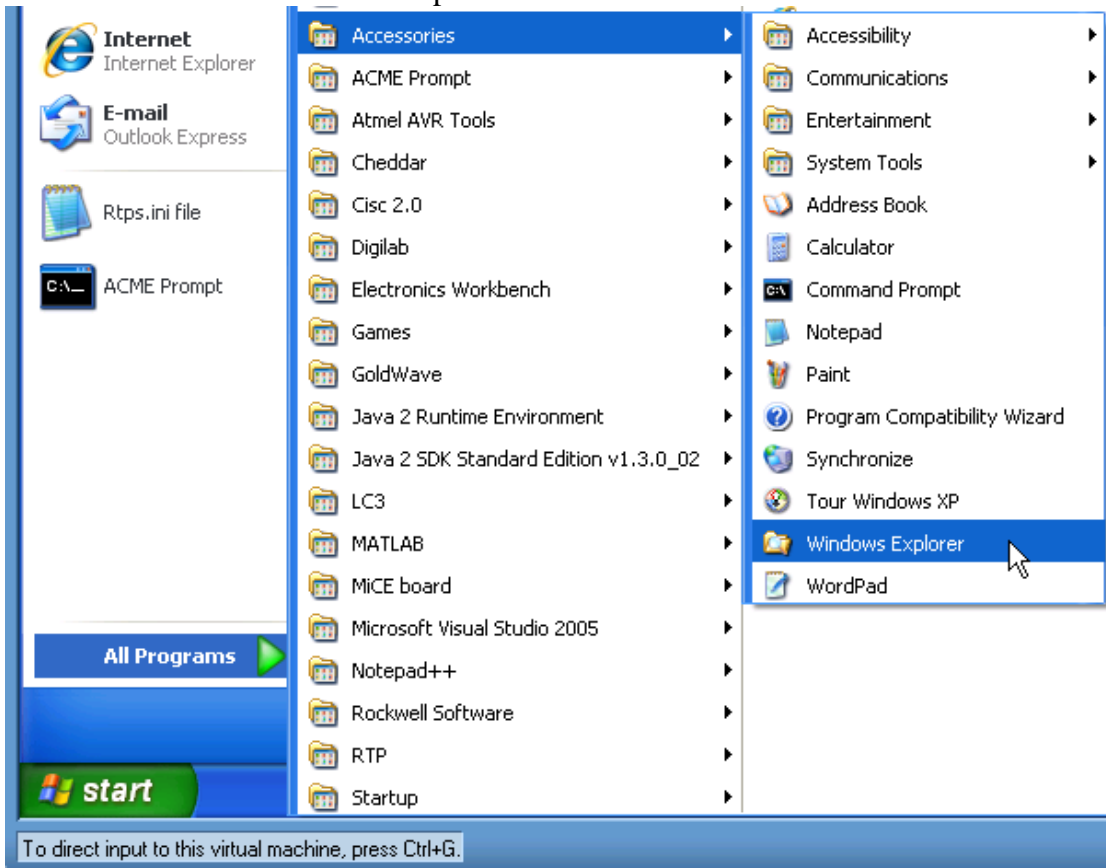 Internet
Internet Explorer
E-mail
Outlook Express
Rtps.ini file
C:\_
ACME Prompt
All Programs
start
Accessories
ACME Prompt
Atmel AVR Tools
Cheddar
Cisc 2.0
Digilab
Electronics Workbench
Games
GoldWave
Java 2 Runtime Environment
Java 2 SDK Standard Edition v1.3.0_02
LC3
MATLAB
MiCE board
Microsoft Visual Studio 2005
Notepad++
Rockwell Software
RTP
Startup
Accessibility
Communications
Entertainment
System Tools
Address Book
Calculator
C:\
Command Prompt
Notepad
Paint
Program Compatibility Wizard
Synchronize
Tour Windows XP
Windows Explorer
WordPad
To direct input to this virtual machine, press Ctrl+G.